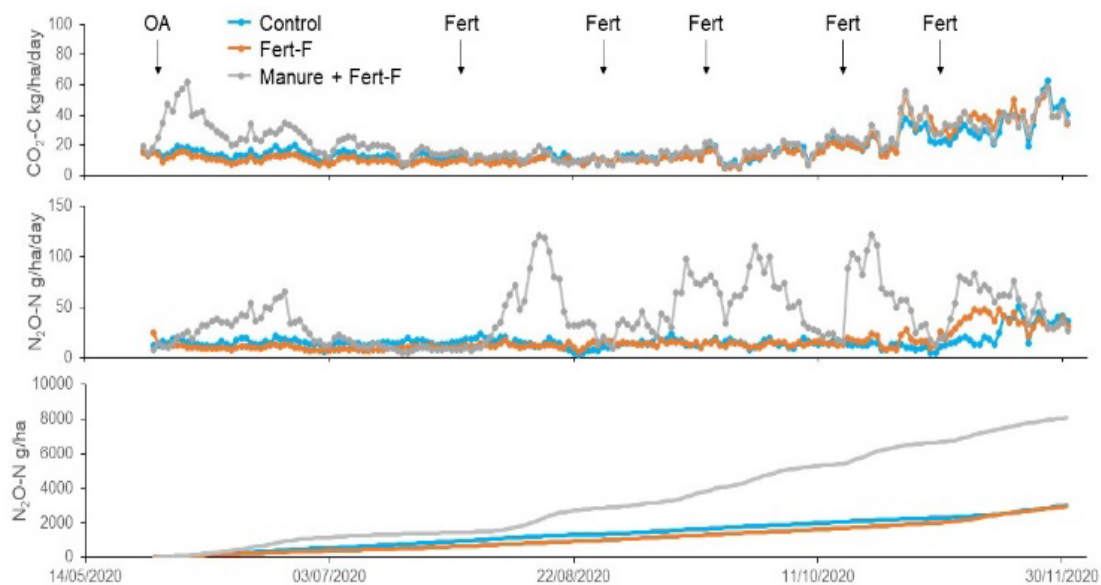 OA
Control
Fert-F
Manure + Fert-F
Fert Fert Fert Fert Fert
CO₂-C kg/ha/day
100
80
60
40
20
0
N₂O-N g/ha/day
150
100
50
0
N₂O-N g/ha
10000
8000
6000
4000
2000
0
14/05/2020 03/07/2020 22/08/2020 11/10/2020 30/11/2020